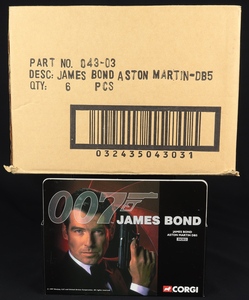 PART NO. 043-03
DESC: JAMES BOND ASTON MARTIN-DB5
QTY: 6 PCS
032435043031
007
JAMES BOND
JAMES BOND
ASTON MARTIN DB5
CORGI